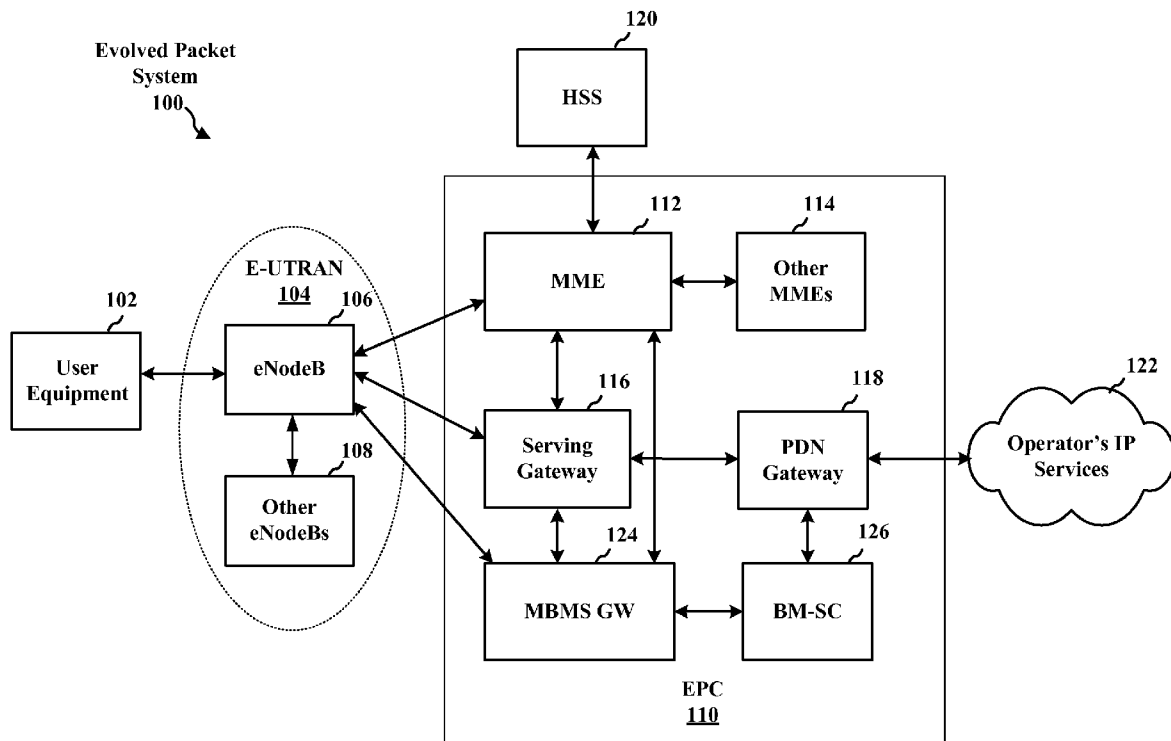 Evolved Packet
System
100
120
HSS
112
MME
114
Other
MMEs
E-UTRAN
104
102
User
Equipment
106
eNodeB
108
Other
eNodeBs
116
Serving
Gateway
118
PDN
Gateway
122
Operator's IP
Services
124
MBMS GW
126
BM-SC
EPC
110